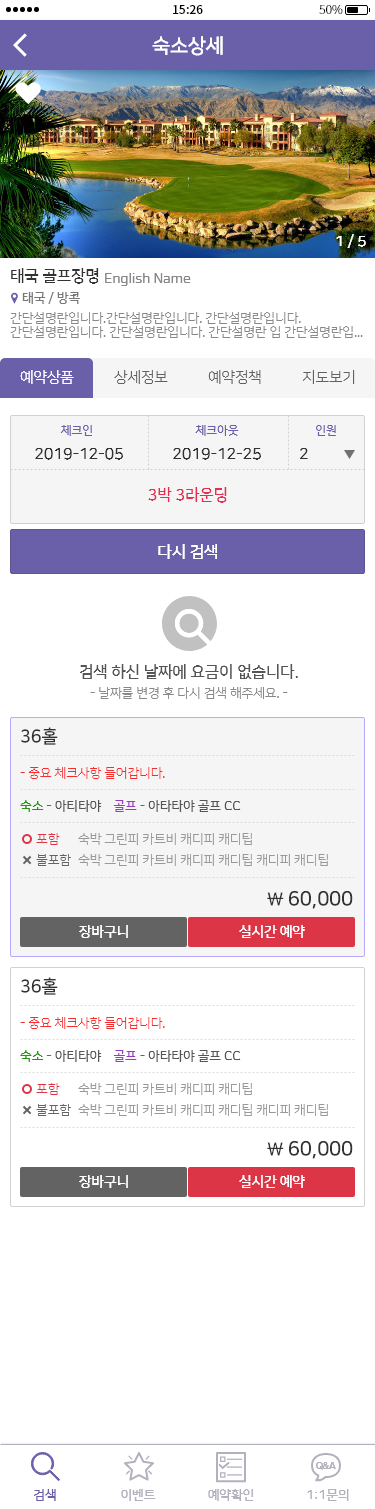 15:26
50%
숙소상세
1 / 5
태국 골프장명 English Name
태국 / 방콕
간단설명란입니다.간단설명란입니다. 간단설명란입니다.
간단설명란입니다. 간단설명란입니다. 간단설명란 입 간단설명란입...
예약상품 상세정보 예약정책 지도보기
체크인 체크아웃 인원
2019-12-05 2019-12-25 2
3박 3라운딩
다시 검색
검색 하신 날짜에 요금이 없습니다.
- 날짜를 변경 후 다시 검색 해주세요. -
36홀
- 중요 체크사항 들어갑니다.
숙소 - 아티타야 골프 - 아타타야 골프 CC
포함 숙박 그린피 카트비 캐디피 캐디팁
불포함 숙박 그린피 카트비 캐디피 캐디팁 캐디피 캐디팁
₩ 60,000
장바구니 실시간 예약
36홀
- 중요 체크사항 들어갑니다.
숙소 - 아티타야 골프 - 아타타야 골프 CC
포함 숙박 그린피 카트비 캐디피 캐디팁
불포함 숙박 그린피 카트비 캐디피 캐디팁 캐디피 캐디팁
₩ 60,000
장바구니 실시간 예약
Q&A
검색 이벤트 예약확인 1:1문의